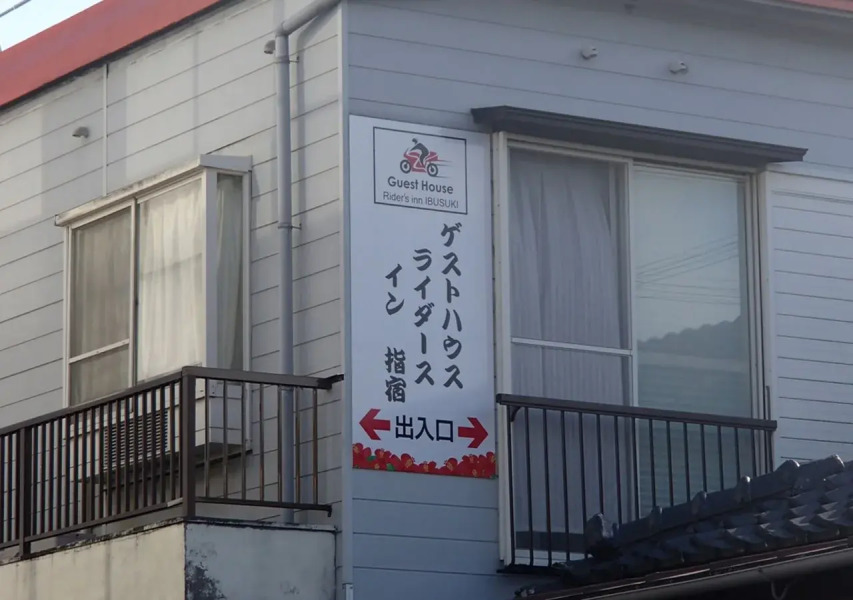 Guest House
Rider's inn IBUSUKI
ゲストハウス
ライダース
イン 指宿
出入口